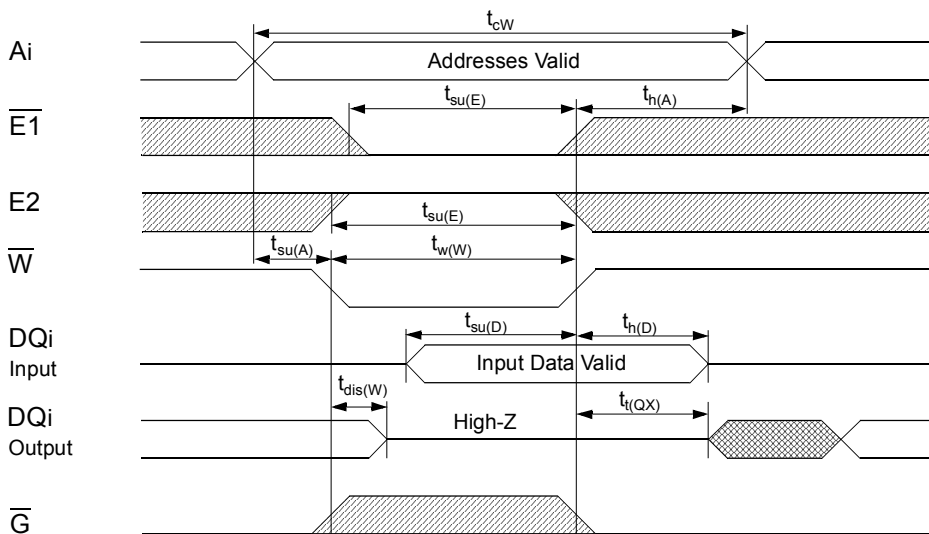 t_cW
Ai
Addresses Valid
t_su(E)
t_h(A)
E̅1̅
E2
t_su(E)
t_su(A)
t_w(W)
W̅
DQi
t_su(D)
t_h(D)
Input
Input Data Valid
t_dis(W)
t_t(QX)
DQi
High-Z
Output
G̅